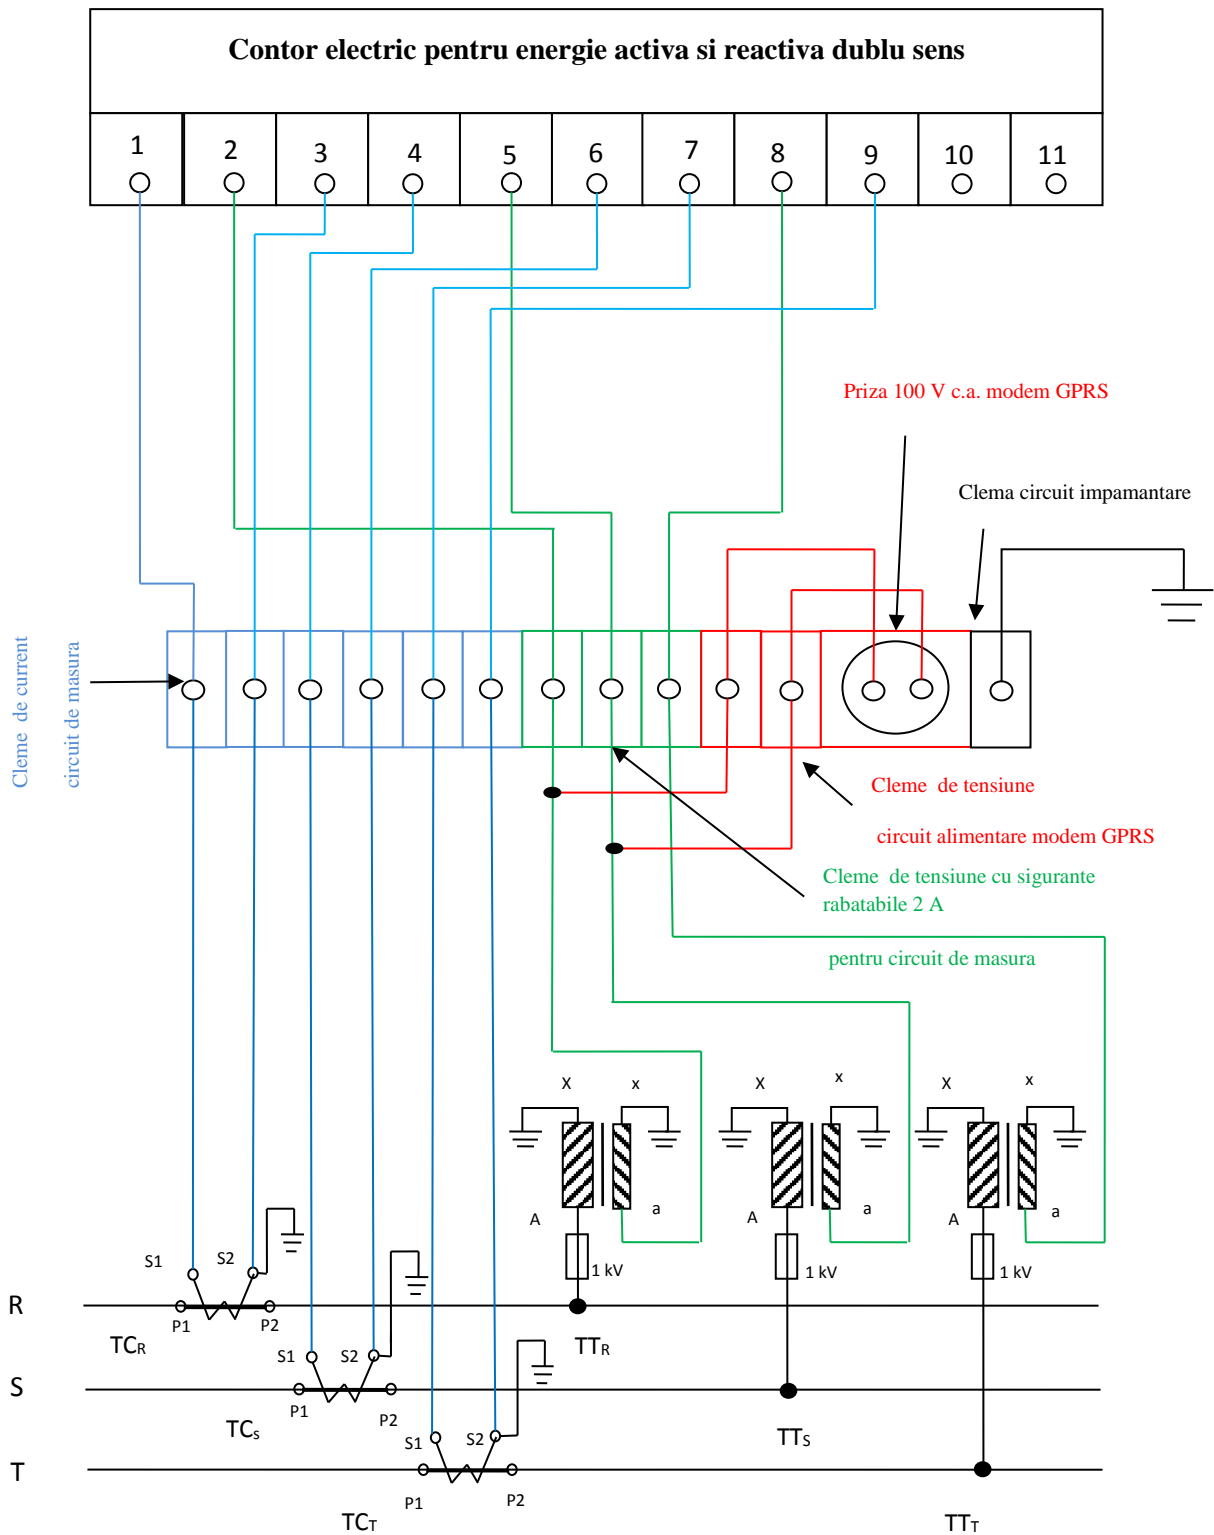 Contor electric pentru energie activa si reactiva dublu sens
1 2 3 4 5 6 7 8 9 10 11
Priza 100 V c.a. modem GPRS
Clema circuit impamantare
Cleme de current
circuit de masura
Cleme de tensiune
circuit alimentare modem GPRS
Cleme de tensiune cu sigurante
rabatabile 2 A
pentru circuit de masura
X x X x X x
A a A a A a
1 kV 1 kV 1 kV
S1 S2
R
P1 P2
TCR
TTR
S1 S2
S
P1 P2
TCs
TTS
S1 S2
T
P1 P2
TCT
TTT